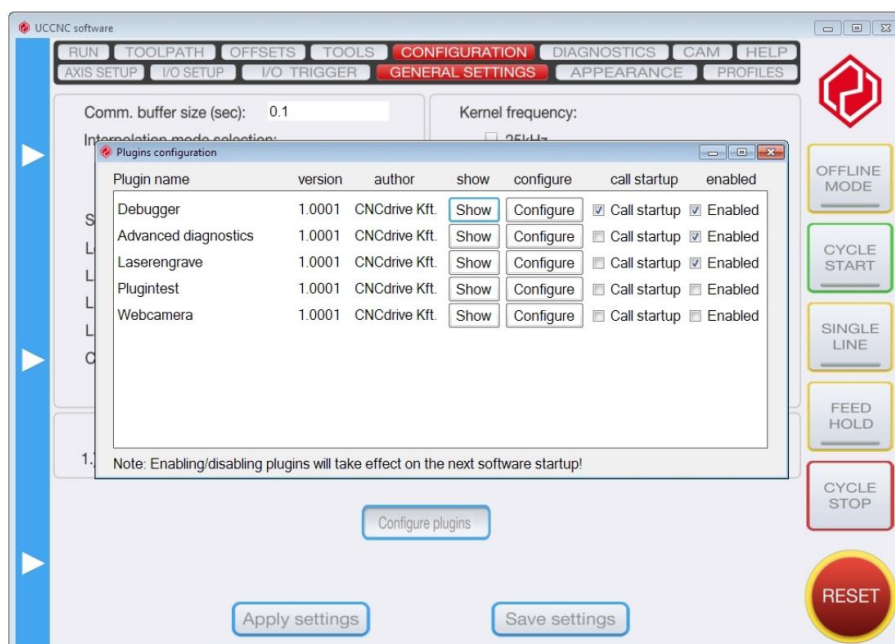 UCCNC software
RUN TOOLPATH OFFSETS TOOLS CONFIGURATION DIAGNOSTICS CAM HELP
AXIS SETUP I/O SETUP I/O TRIGGER GENERAL SETTINGS APPEARANCE PROFILES
Comm. buffer size (sec): 0.1
Kernel frequency:
Interpolation mode selection:
25kHz
Plugins configuration
Plugin name version author show configure call startup enabled
Debugger 1.0001 CNCdrive Kft. Show Configure Call startup Enabled
Advanced diagnostics 1.0001 CNCdrive Kft. Show Configure Call startup Enabled
Laserengrave 1.0001 CNCdrive Kft. Show Configure Call startup Enabled
Plugintest 1.0001 CNCdrive Kft. Show Configure Call startup Enabled
Webcamera 1.0001 CNCdrive Kft. Show Configure Call startup Enabled
Note: Enabling/disabling plugins will take effect on the next software startup!
S
L
L
L
L
C
1.)
Configure plugins
Apply settings
Save settings
OFFLINE
MODE
CYCLE
START
SINGLE
LINE
FEED
HOLD
CYCLE
STOP
RESET